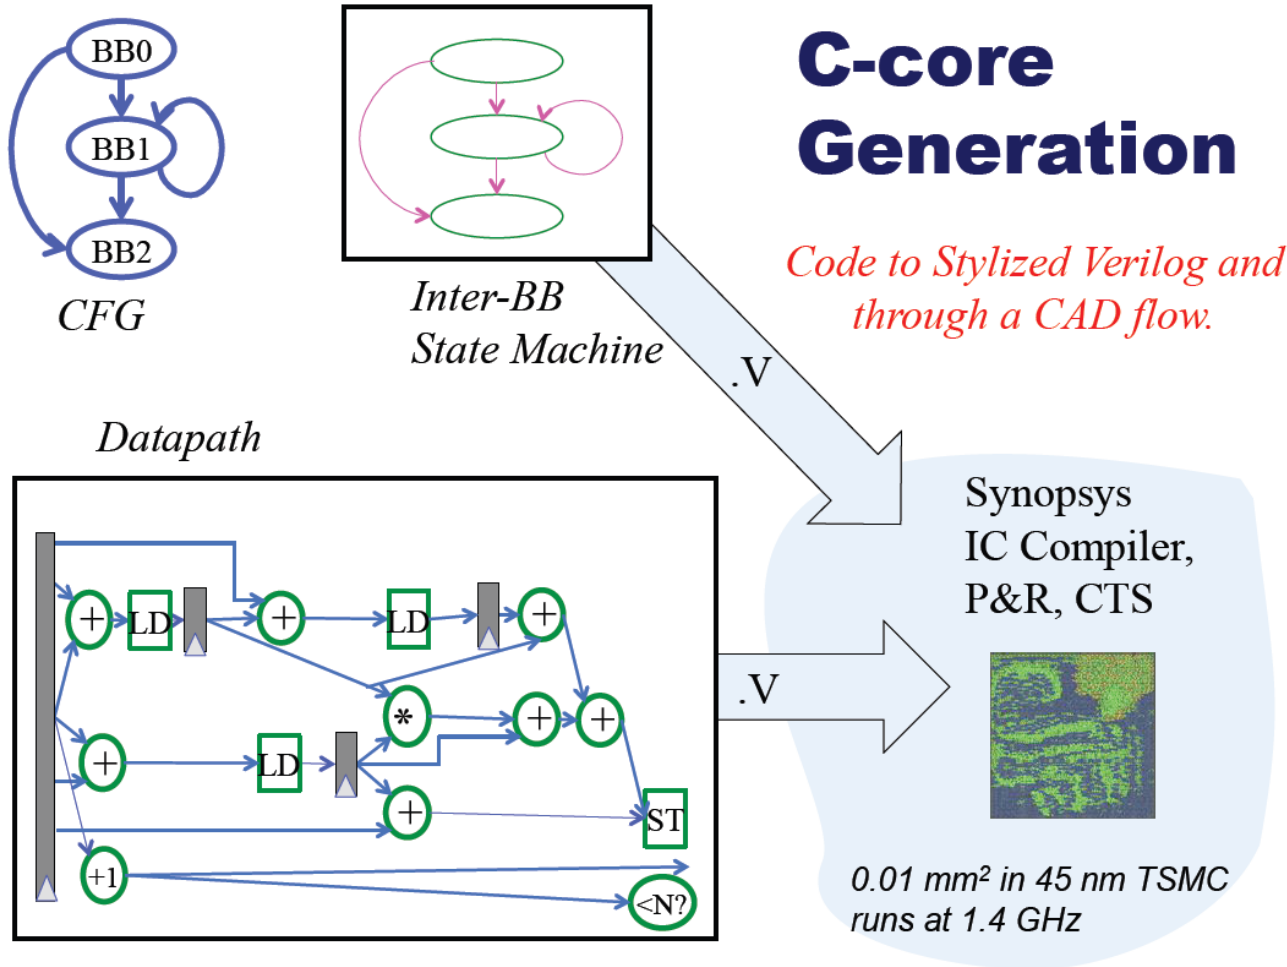 C-core
Generation
Code to Stylized Verilog and
through a CAD flow.
BB0
BB1
BB2
CFG
Inter-BB
State Machine
.V
Datapath
+
LD
+
LD
+
*
+
+
+
LD
+
ST
+1
<N?
.V
Synopsys
IC Compiler,
P&R, CTS
0.01 mm² in 45 nm TSMC
runs at 1.4 GHz